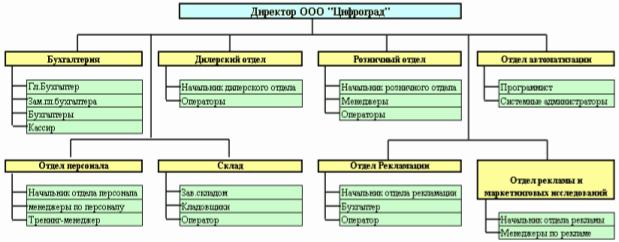 Директор ООО "Цифроград"
Бухгалтерия
Гл.Бухгалтер
Зам.гл.бухгалтера
Бухгалтеры
Кассир
Дилерский отдел
Начальник дилерского отдела
Операторы
Розничный отдел
Начальник розничного отдела
Менеджеры
Операторы
Отдел автоматизации
Программист
Системные администраторы
Отдел персонала
Начальник отдела персонала
менеджеры по персоналу
Тренинг-менеджер
Склад
Зав.складом
Кладовщики
Оператор
Отдел Рекламации
Начальник отдела рекламации
Бухгалтер
Оператор
Отдел рекламы и
маркетинговых исследований
Начальник отдела рекламы
Менеджеры по рекламе